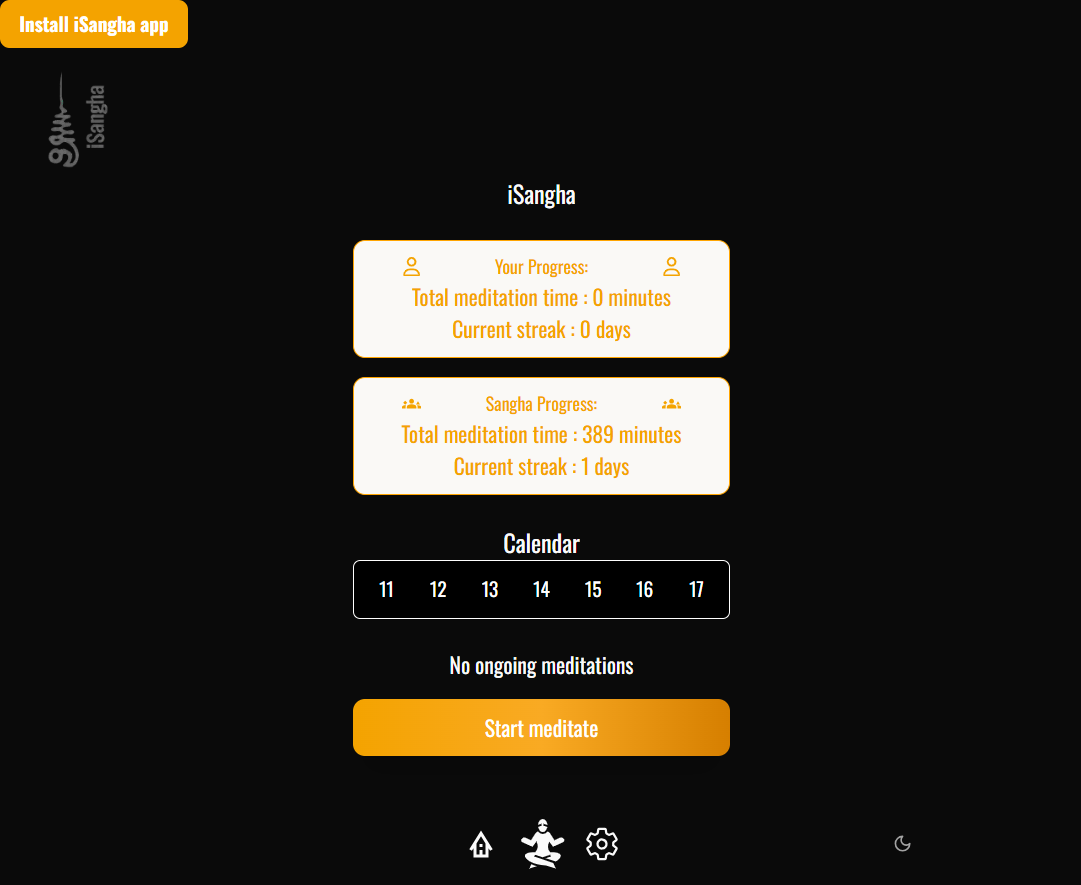 Install iSangha app
iSangha
iSangha
Your Progress:
Total meditation time : 0 minutes
Current streak : 0 days
Sangha Progress:
Total meditation time : 389 minutes
Current streak : 1 days
Calendar
11 12 13 14 15 16 17
No ongoing meditations
Start meditate